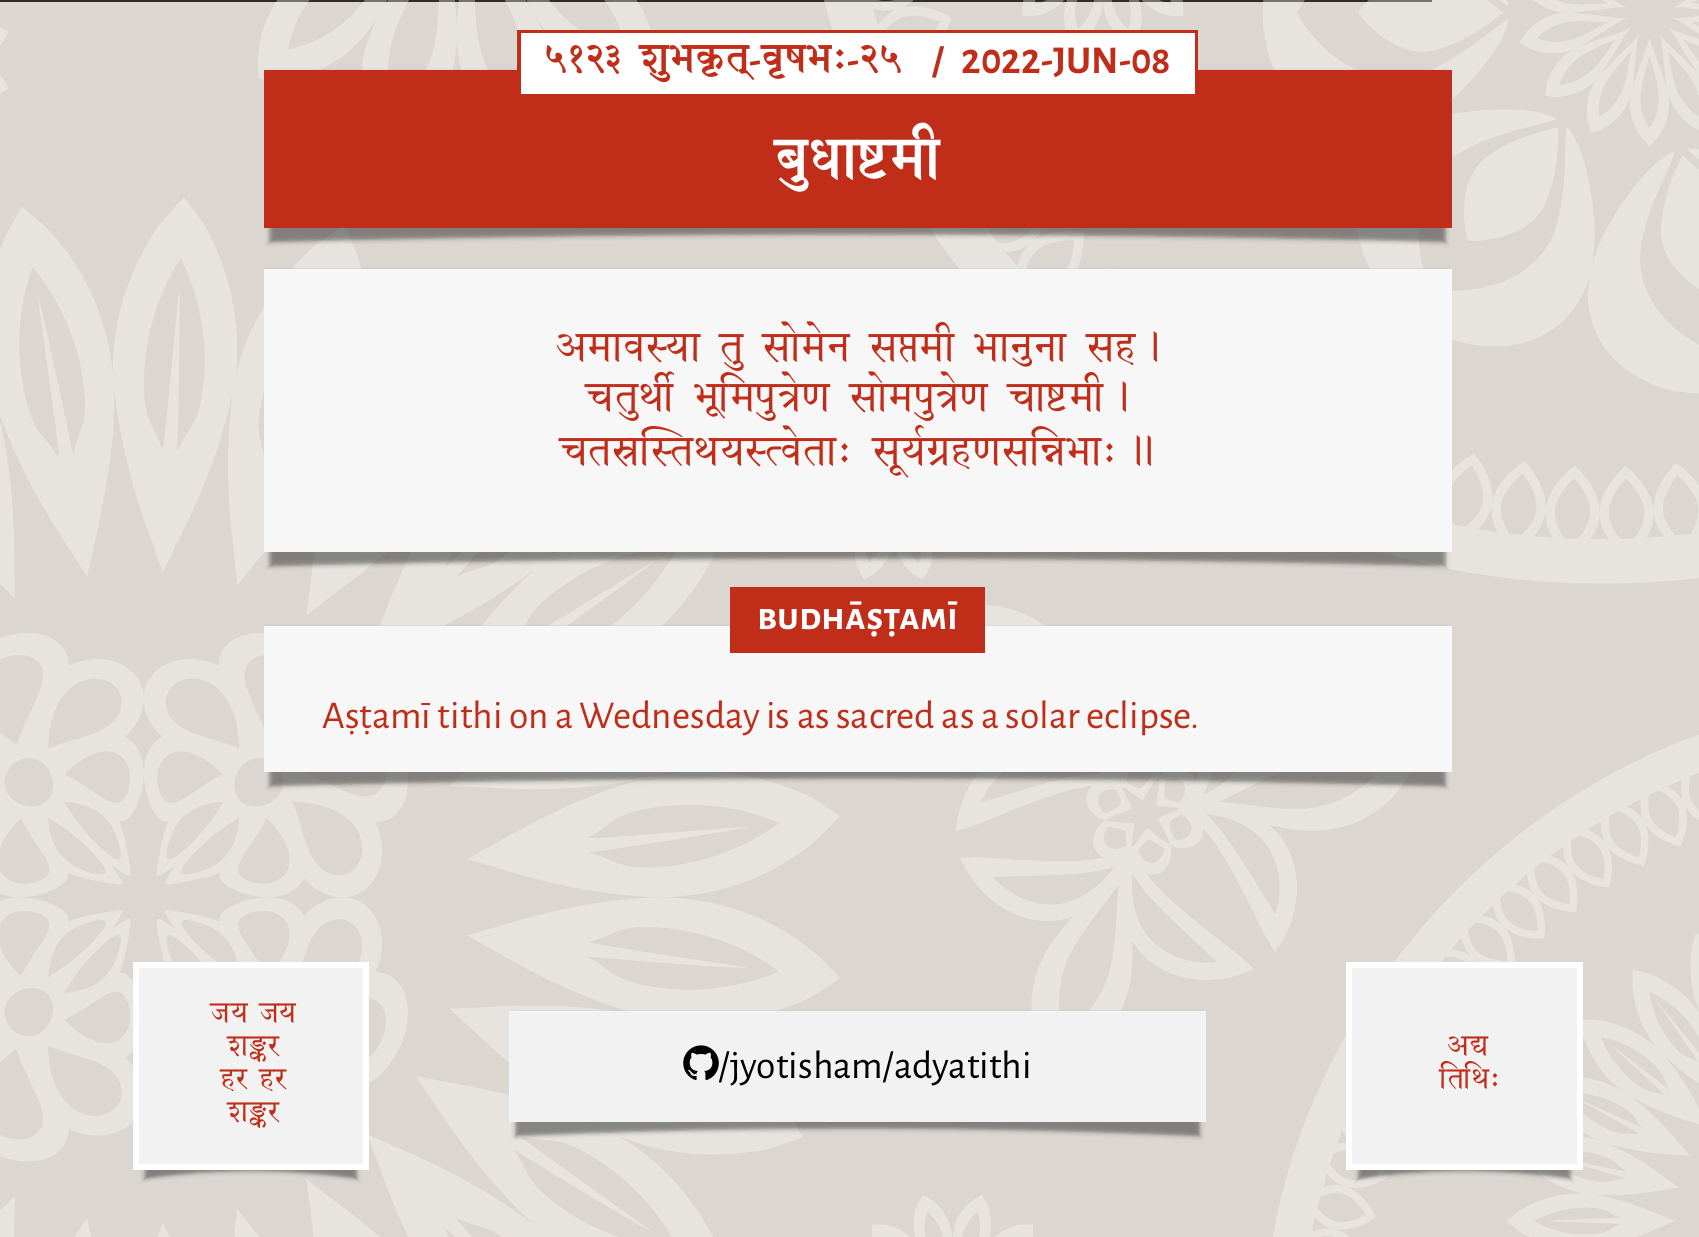 ५१२३ शुभकृत्-वृषभः-२५ / 2022-JUN-08
बुधाष्टमी
अमावस्या तु सोमेन सप्तमी भानुना सह।
चतुर्थी भूमिपुत्रेण सोमपुत्रेण चाष्टमी।
चतस्रस्तिथयस्त्वेताः सूर्यग्रहणसन्निभाः॥
BUDHĀṢṬAMĪ
Aṣṭamī tithi on a Wednesday is as sacred as a solar eclipse.
जय जय
शङ्कर
हर हर
शङ्कर
/jyotisham/adyatithi
अद्य
तिथिः